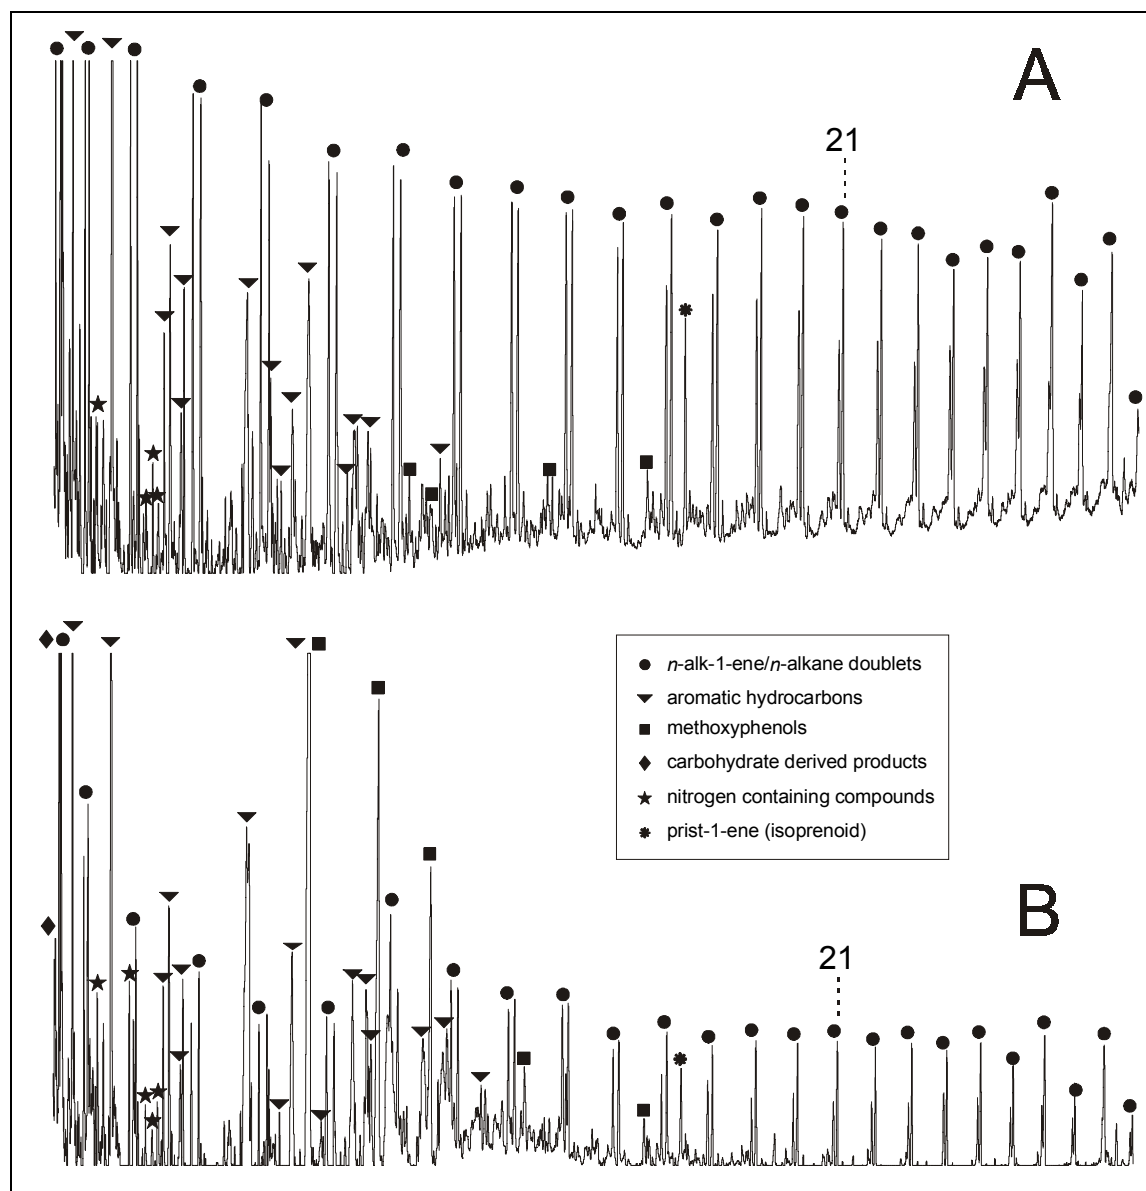 A
21
n-alk-1-ene/n-alkane doublets
aromatic hydrocarbons
methoxyphenols
carbohydrate derived products
nitrogen containing compounds
prist-1-ene (isoprenoid)
B
21